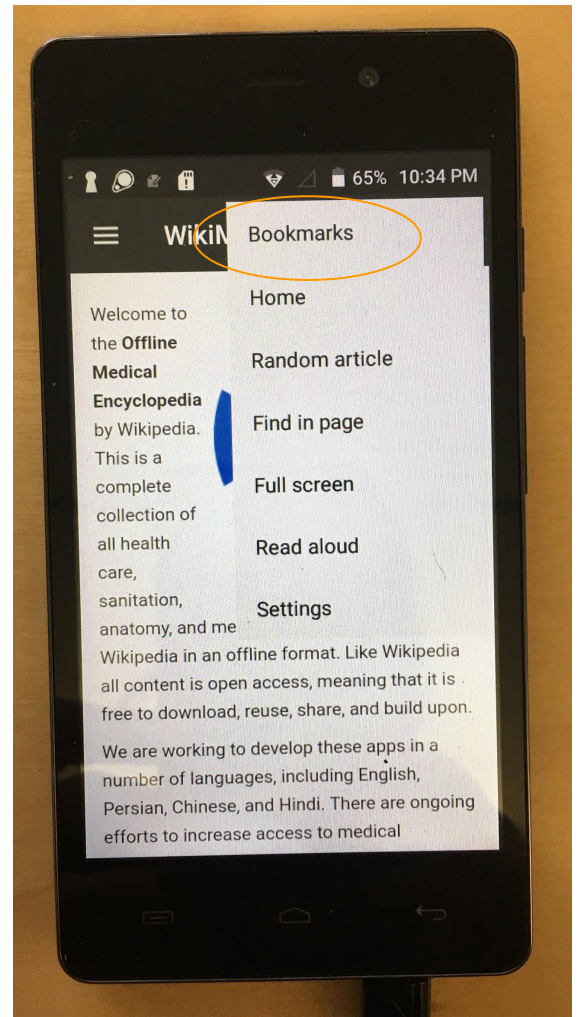 65% 10:34 PM
WikiM
Bookmarks
Home
Random article
Find in page
Full screen
Read aloud
Settings
Welcome to
the Offline
Medical
Encyclopedia
by Wikipedia.
This is a
complete
collection of
all health
care,
sanitation,
anatomy, and me
Wikipedia in an offline format. Like Wikipedia
all content is open access, meaning that it is
free to download, reuse, share, and build upon.
We are working to develop these apps in a
number of languages, including English,
Persian, Chinese, and Hindi. There are ongoing
efforts to increase access to medical